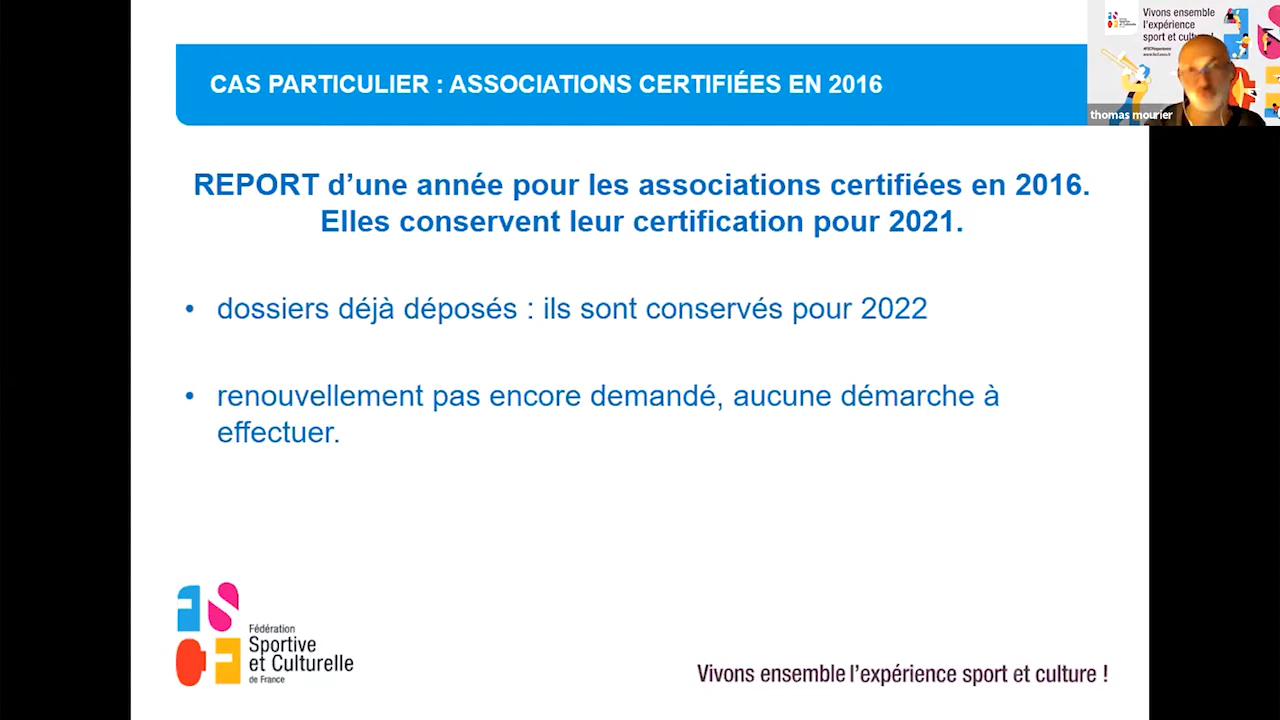 CAS PARTICULIER : ASSOCIATIONS CERTIFIÉES EN 2016
Vivons ensemble
l'expérience
sport et culture !
thomas mourier
REPORT d’une année pour les associations certifiées en 2016.
Elles conservent leur certification pour 2021.
• dossiers déjà déposés : ils sont conservés pour 2022
• renouvellement pas encore demandé, aucune démarche à
effectuer.
FSCF
Fédération
Sportive
et Culturelle
de France
Vivons ensemble l'expérience sport et culture !